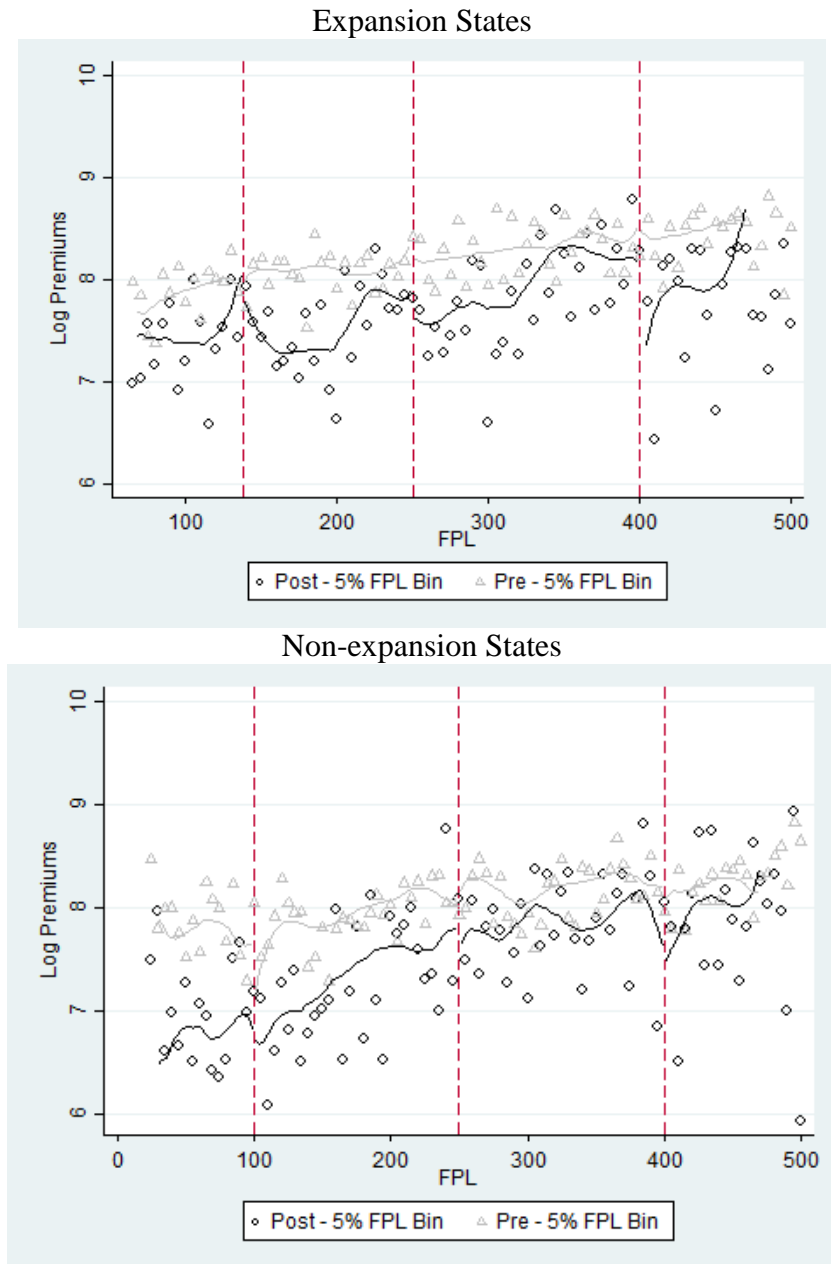 Expansion States
10
9
8
7
6
Log Premiums
100 200 300 400 500
FPL
Post - 5% FPL Bin Pre - 5% FPL Bin
Non-expansion States
10
9
8
7
6
Log Premiums
0 100 200 300 400 500
FPL
Post - 5% FPL Bin Pre - 5% FPL Bin